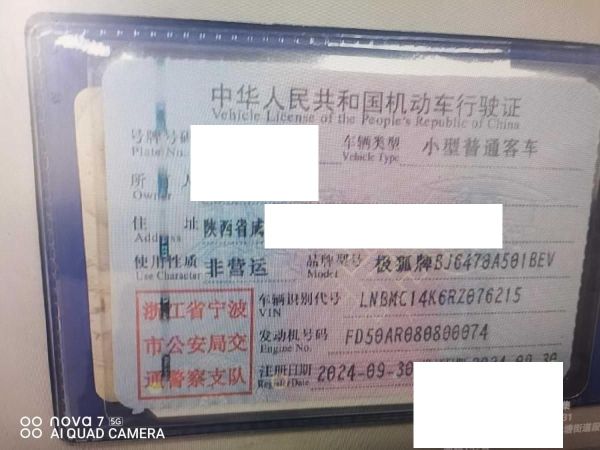 中华人民共和国机动车行驶证
Vehicle License of the People's Republic of China
号牌号码
Plate No.
车辆类型 小型普通客车
Vehicle Type
所 人
Owner
住 址 陕西省咸
Address
使用性质 非营运
Use Character
品牌型号 极狐牌BJ6470A501BEV
Model
浙江省宁波
市公安局交
通警察支队
车辆识别代号 LNBMC14K6RZ076215
VIN
发动机号码 FD50AR080800074
Engine No.
注册日期 2024-09-30
Register Date
2024-09-30
nova 7 5G
AI QUAD CAMERA